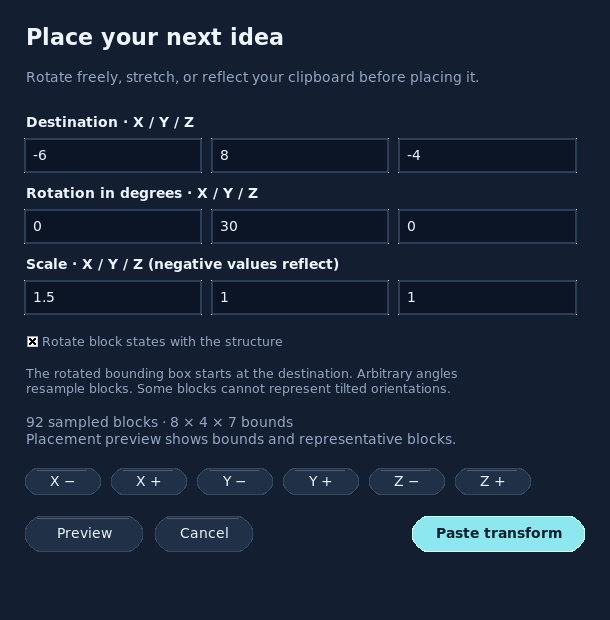 Place your next idea
Rotate freely, stretch, or reflect your clipboard before placing it.
Destination · X / Y / Z
-6 8 -4
Rotation in degrees · X / Y / Z
0 30 0
Scale · X / Y / Z (negative values reflect)
1.5 1 1
Rotate block states with the structure
The rotated bounding box starts at the destination. Arbitrary angles
resample blocks. Some blocks cannot represent tilted orientations.
92 sampled blocks · 8 × 4 × 7 bounds
Placement preview shows bounds and representative blocks.
X − X + Y − Y + Z − Z +
Preview Cancel Paste transform